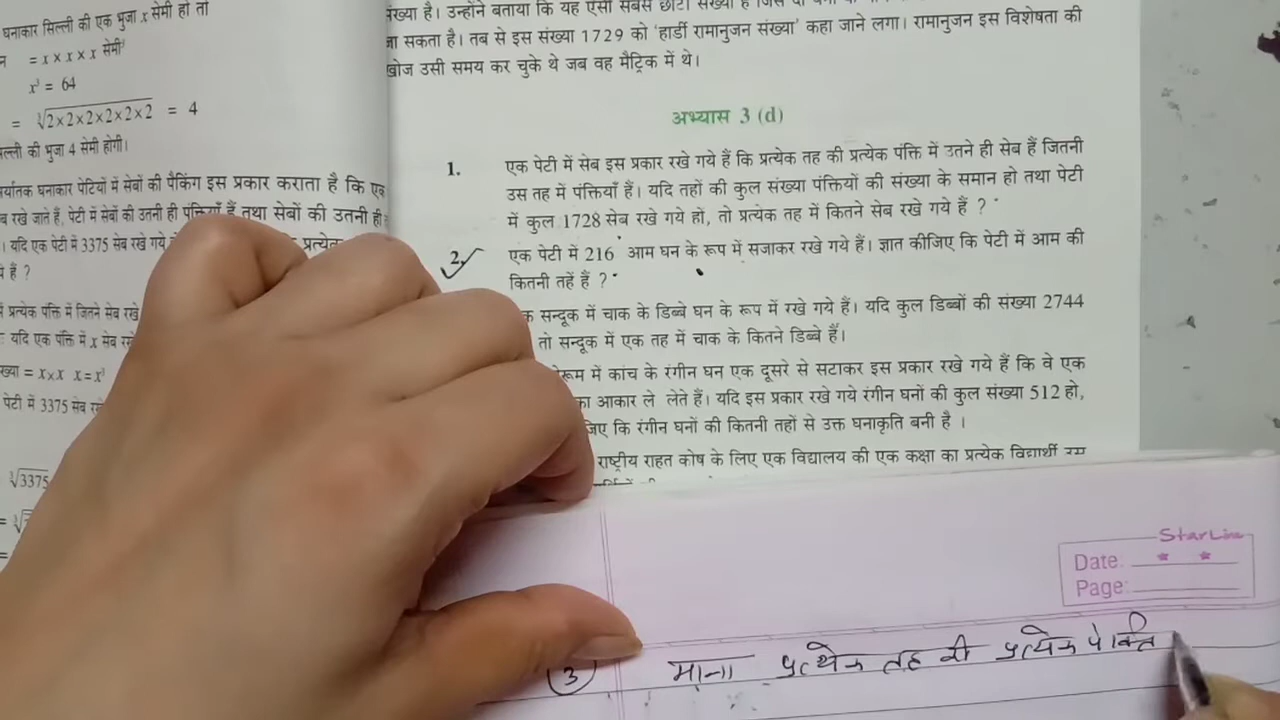 घनाकार सिल्ली की एक भुजा x सेमी हो तो
= x × x × x सेमी³
x³ = 64
= ∛2×2×2×2×2×2 = 4
की भुजा 4 सेमी होगी।
घनाकार पेटियों में सेबों की पैकिंग इस प्रकार कराता है कि एक
रखे जाते हैं, पेटी में सेबों की उतनी ही पंक्तियाँ हैं तथा सेबों की उतनी ही
। यदि एक पेटी में 3375 सेब रखे गये प्रत्येक
हैं ?
प्रत्येक पंक्ति में जितने सेब रखे
यदि एक पंक्ति में x सेब
= x×x x=x³
पेटी में 3375 सेब
∛3375
=
=
संख्या है। उन्होंने बताया कि यह ऐसी सबसे छोटी संख्या है जिसे दो
जा सकता है। तब से इस संख्या 1729 को 'हार्डी रामानुजन संख्या' कहा जाने लगा। रामानुजन इस विशेषता की
खोज उसी समय कर चुके थे जब वह मैट्रिक में थे।
अभ्यास 3 (d)
1. एक पेटी में सेब इस प्रकार रखे गये हैं कि प्रत्येक तह की प्रत्येक पंक्ति में उतने ही सेब हैं जितनी
उस तह में पंक्तियाँ हैं। यदि तहों की कुल संख्या पंक्तियों की संख्या के समान हो तथा पेटी
में कुल 1728 सेब रखे गये हो, तो प्रत्येक तह में कितने सेब रखे गये हैं ?
2. एक पेटी में 216 आम घन के रूप में सजाकर रखे गये हैं। ज्ञात कीजिए कि पेटी में आम की
कितनी तहें हैं ?
सन्दूक में चाक के डिब्बे घन के रूप में रखे गये हैं। यदि कुल डिब्बों की संख्या 2744
तो सन्दूक में एक तह में चाक के कितने डिब्बे हैं।
में कांच के रंगीन घन एक दूसरे से सटाकर इस प्रकार रखे गये हैं कि वे एक
का आकार ले लेते हैं। यदि इस प्रकार रखे गये रंगीन घनों की कुल संख्या 512 हो,
कि रंगीन घनों की कितनी तहों से उक्त घनाकृति बनी है ।
राष्ट्रीय राहत कोष के लिए एक विद्यालय की एक कक्षा का प्रत्येक विद्यार्थी
StarLine
Date:
Page:
3 माना प्रत्येक तह की प्रत्येक पंक्ति